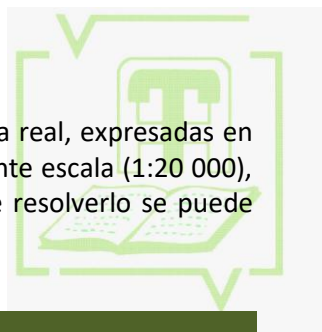 a real, expresadas en
nte escala (1:20 000),
e resolverlo se puede